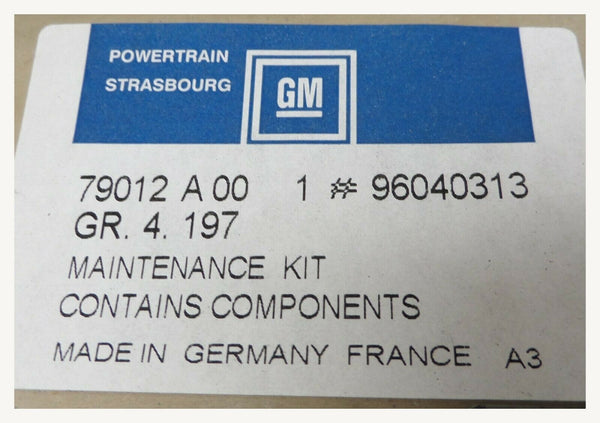 POWERTRAIN
STRASBOURG
GM
79012 A 00 1 # 96040313
GR. 4. 197
MAINTENANCE KIT
CONTAINS COMPONENTS
MADE IN GERMANY FRANCE A3